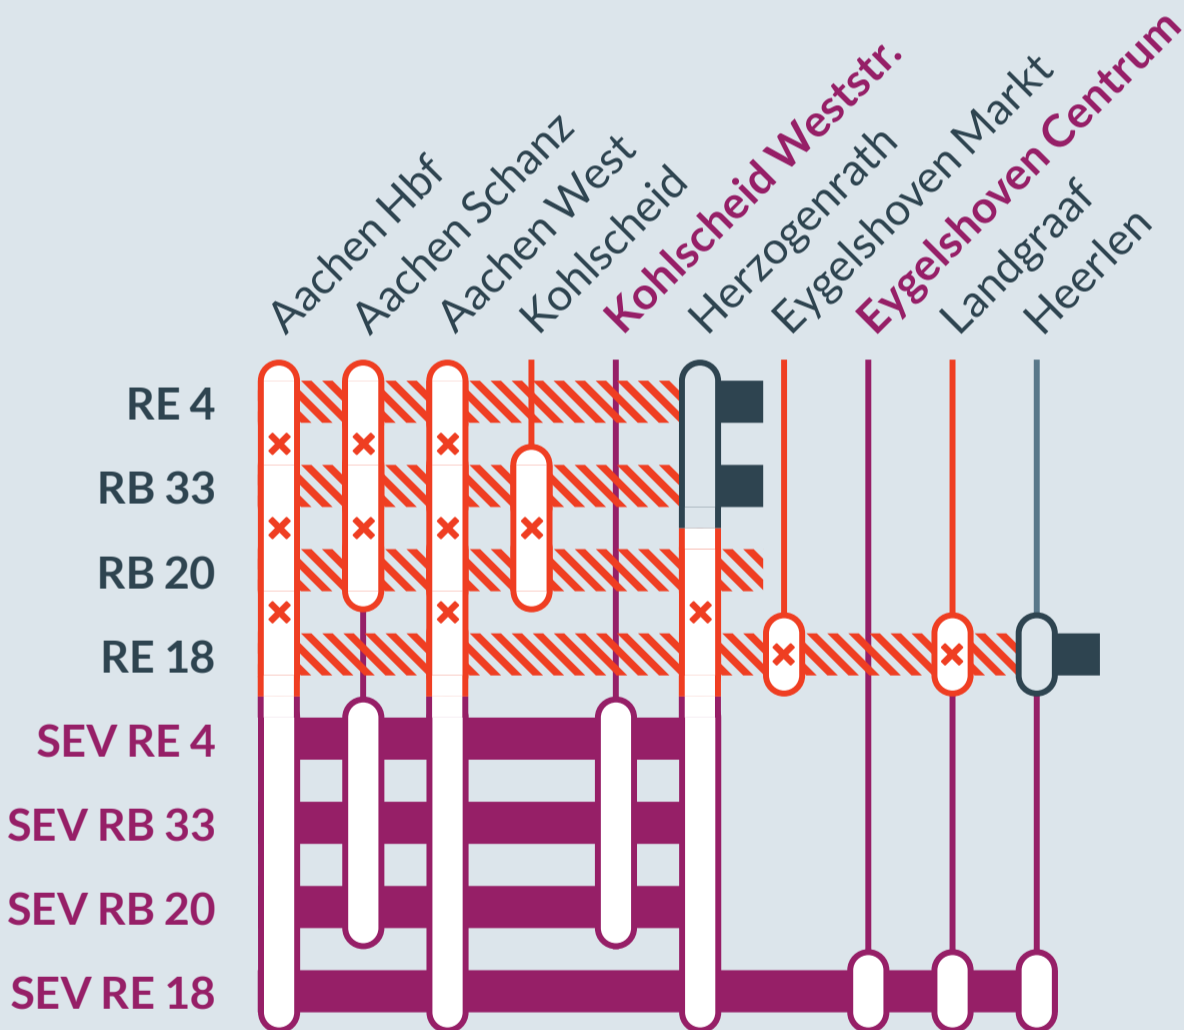 Aachen Hbf
Aachen Schanz
Aachen West
Kohlscheid
Kohlscheid Weststr.
Herzogenrath
Eygelshoven Markt
Eygelshoven Centrum
Landgraaf
Heerlen
RE 4
RB 33
RB 20
RE 18
SEV RE 4
SEV RB 33
SEV RB 20
SEV RE 18